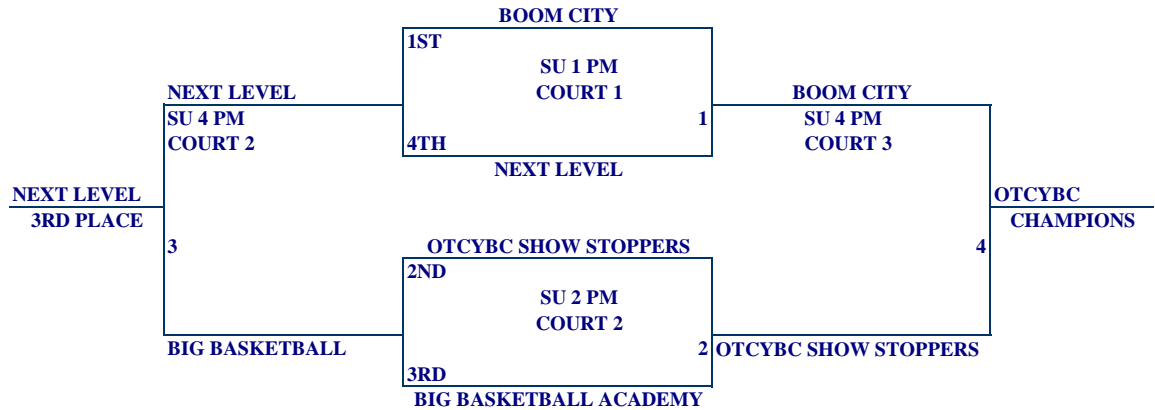 BOOM CITY
1ST
SU 1 PM
COURT 1
NEXT LEVEL
BOOM CITY
SU 4 PM
COURT 2
1
SU 4 PM
COURT 3
4TH
NEXT LEVEL
NEXT LEVEL
3RD PLACE
OTCYBC
CHAMPIONS
3
OTCYBC SHOW STOPPERS
4
2ND
SU 2 PM
COURT 2
BIG BASKETBALL
2
OTCYBC SHOW STOPPERS
3RD
BIG BASKETBALL ACADEMY